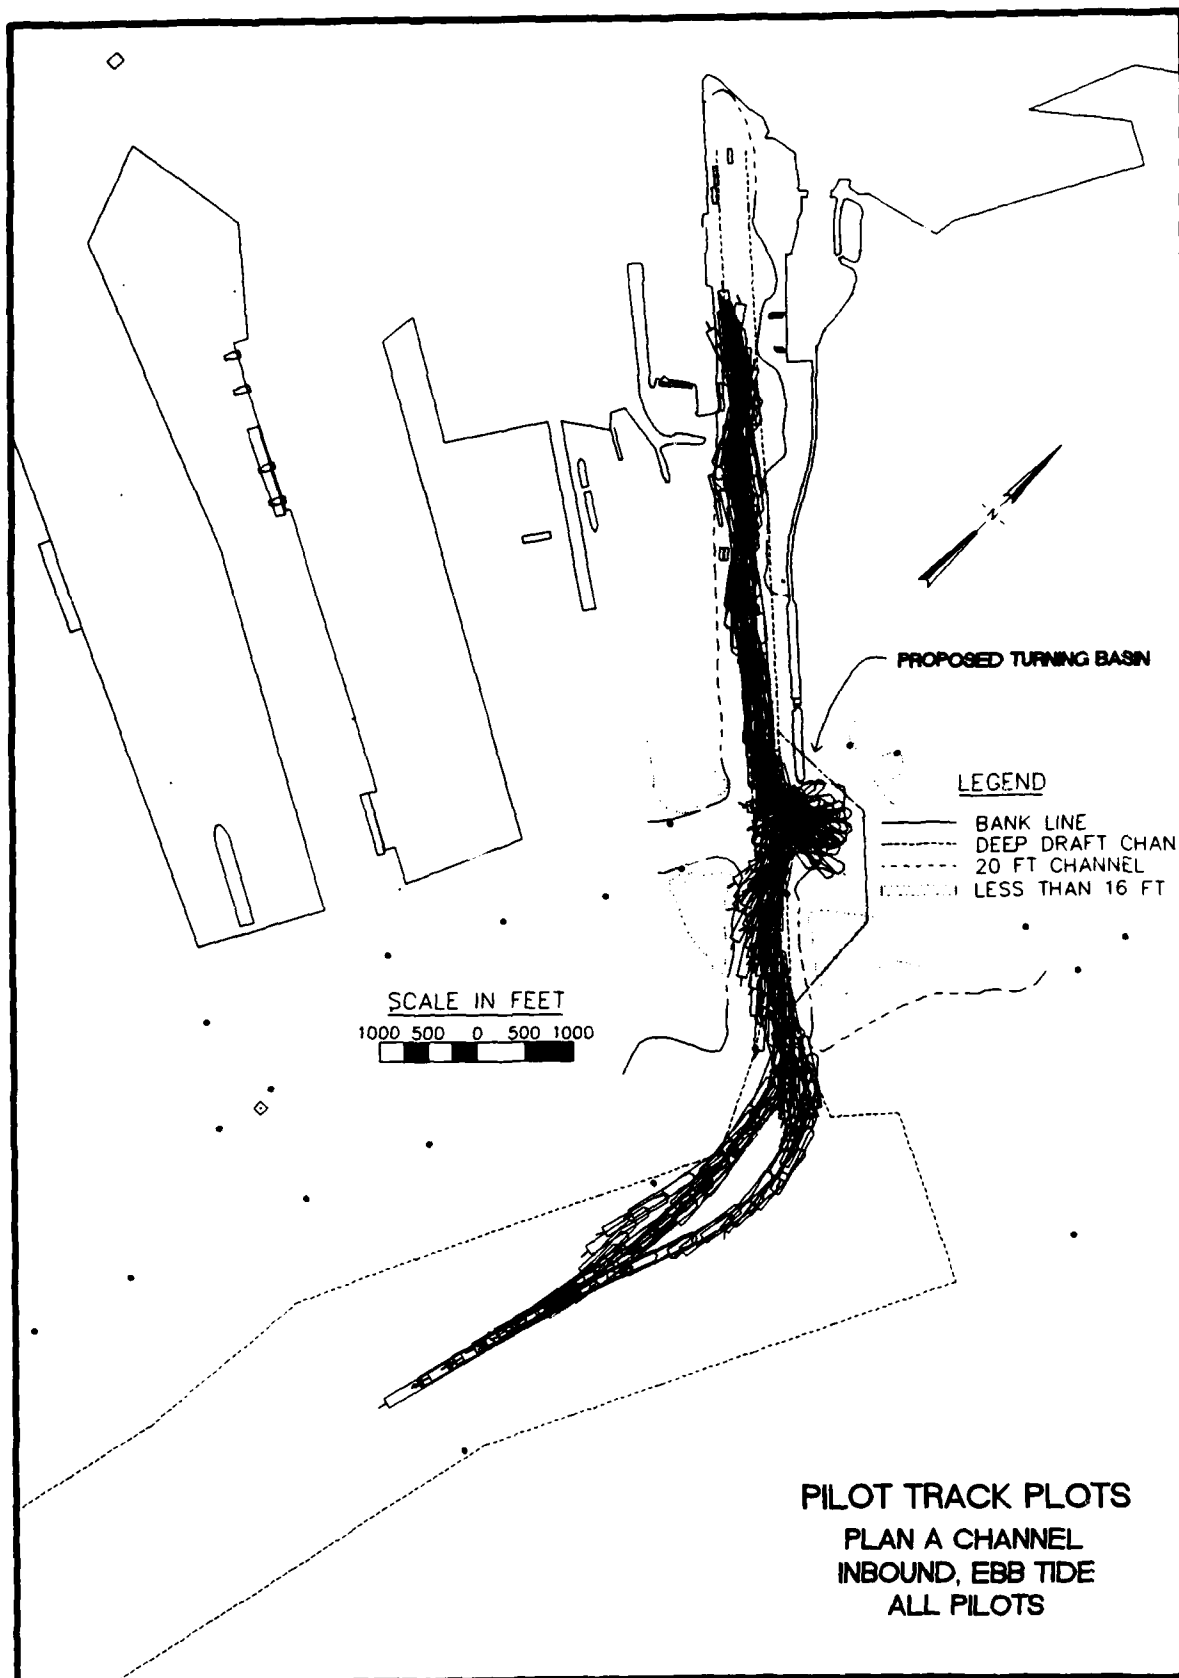 N
PROPOSED TURNING BASIN
LEGEND
BANK LINE
DEEP DRAFT CHAN
20 FT CHANNEL
LESS THAN 16 FT
SCALE IN FEET
1000 500 0 500 1000
PILOT TRACK PLOTS
PLAN A CHANNEL
INBOUND, EBB TIDE
ALL PILOTS